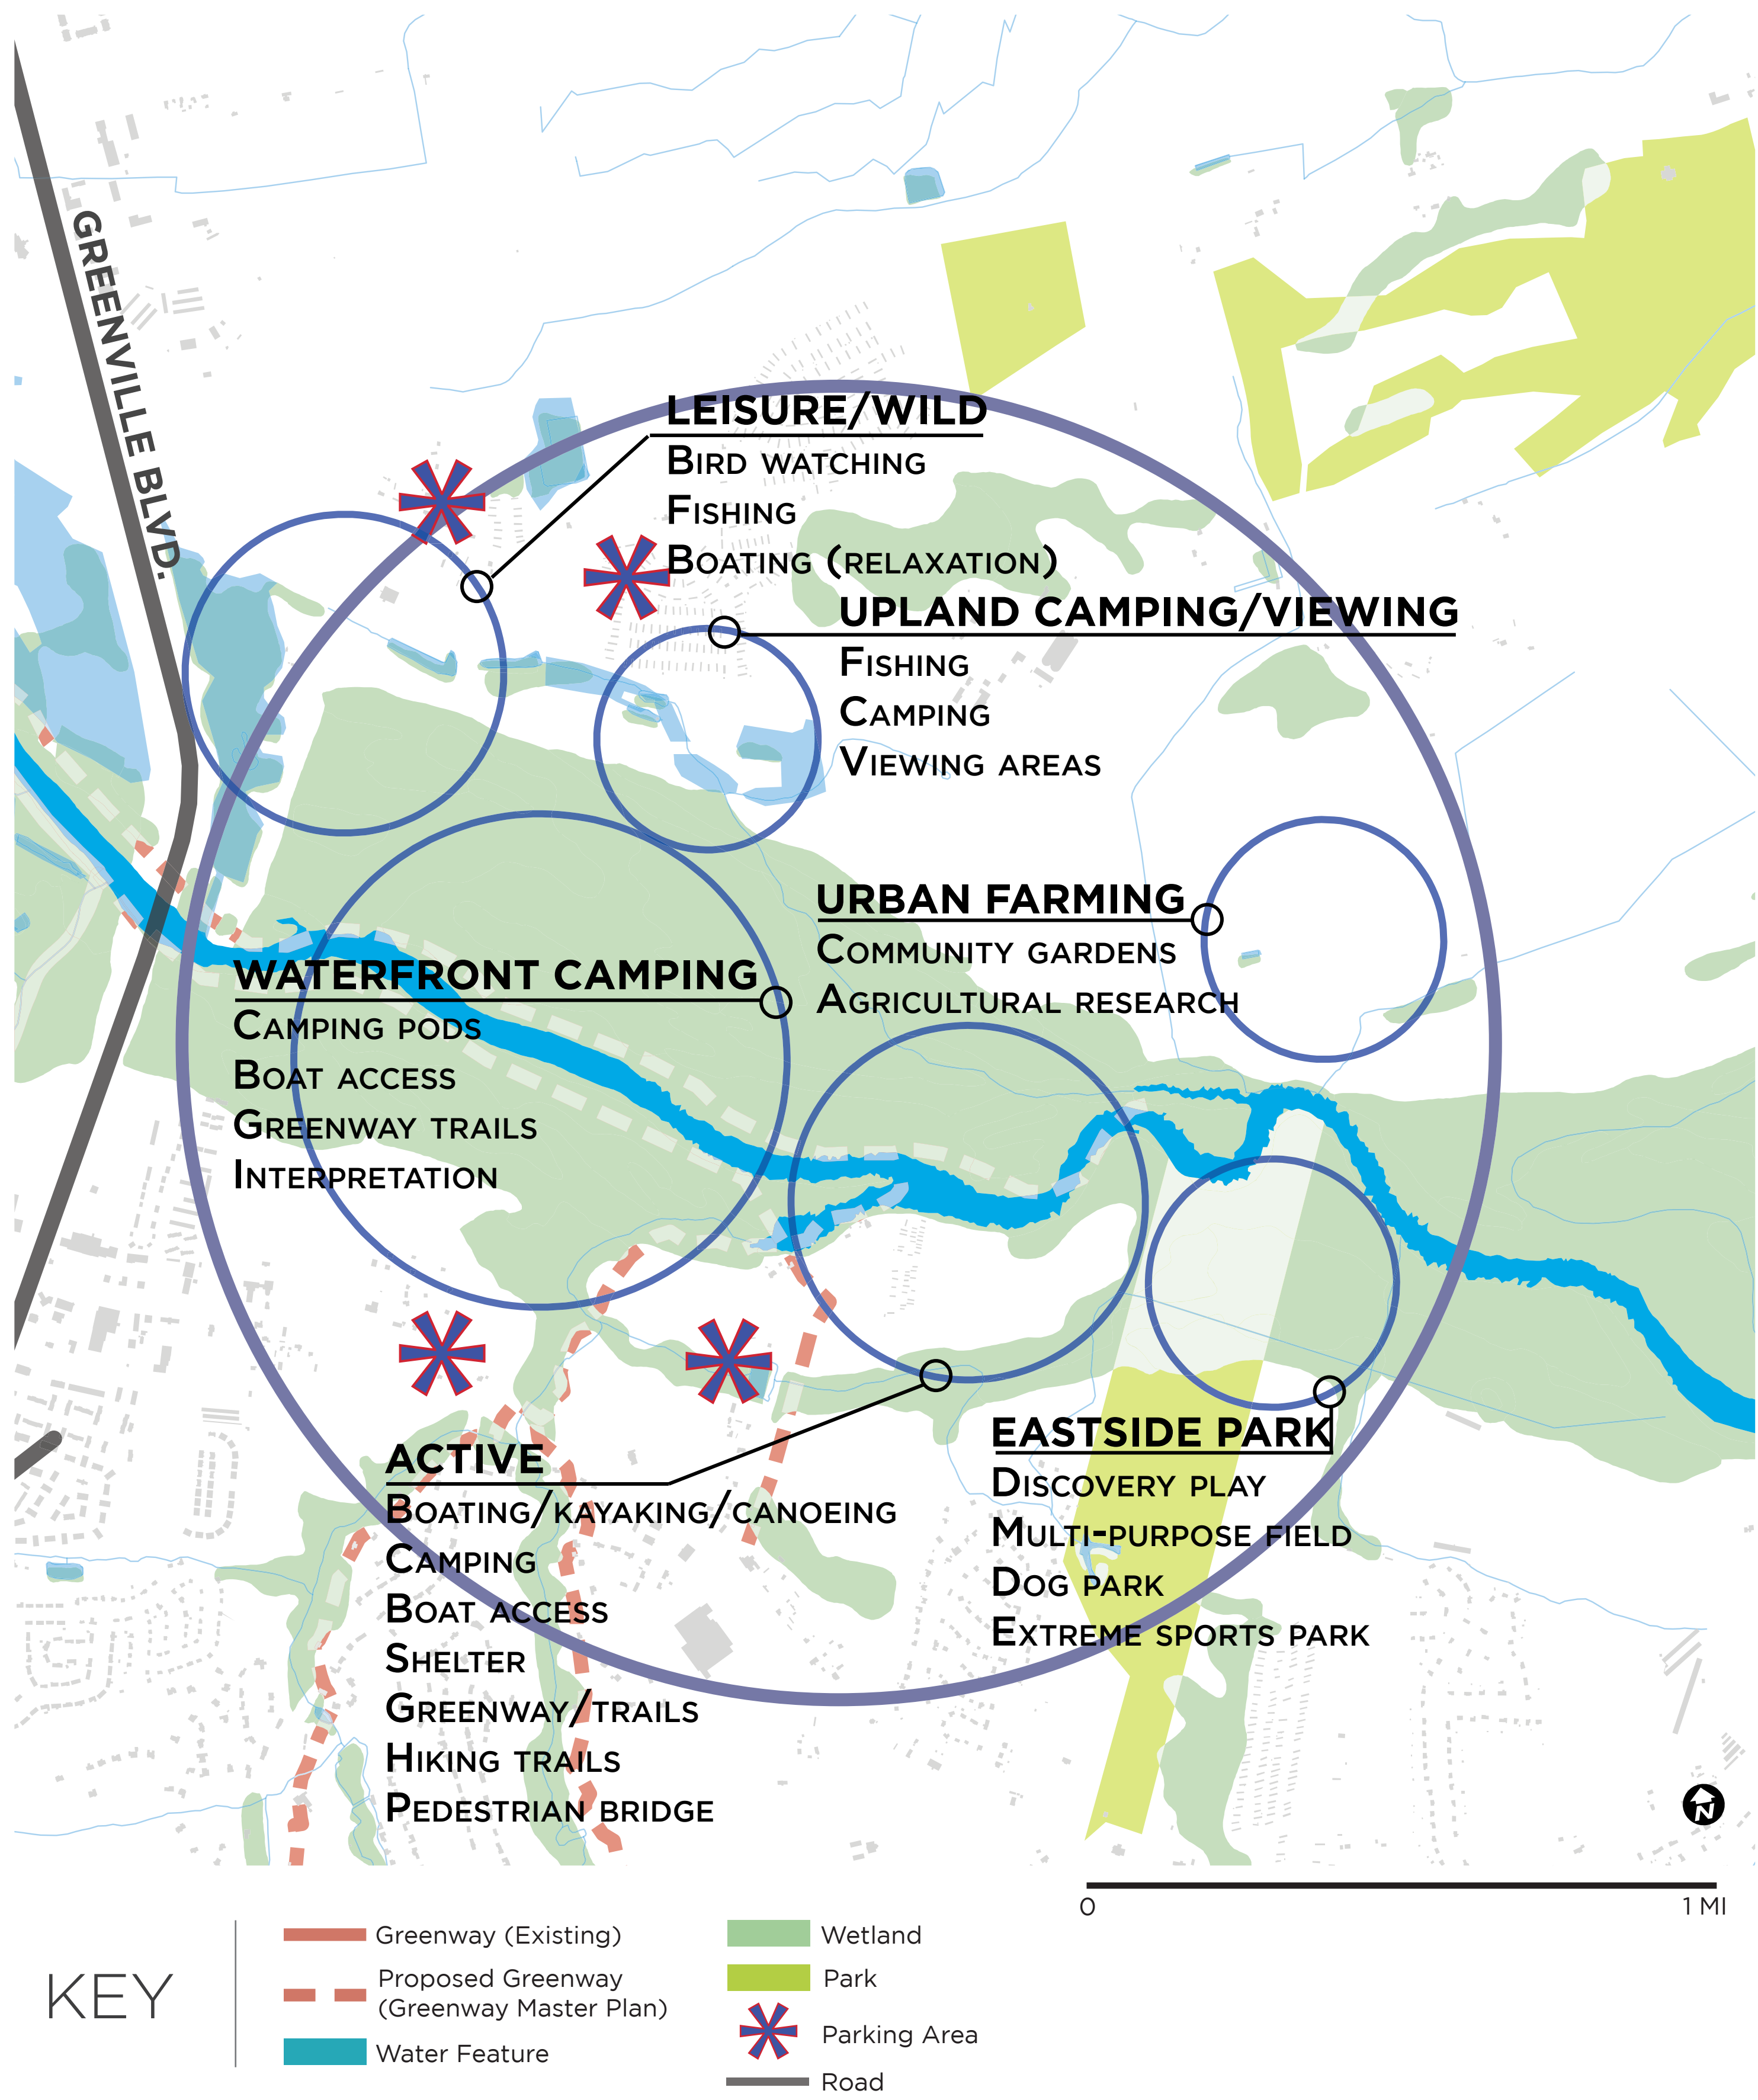 GREENVILLE BLVD.
LEISURE/WILD
BIRD WATCHING
FISHING
BOATING (RELAXATION)
UPLAND CAMPING/VIEWING
FISHING
CAMPING
VIEWING AREAS
URBAN FARMING
COMMUNITY GARDENS
AGRICULTURAL RESEARCH
WATERFRONT CAMPING
CAMPING PODS
BOAT ACCESS
GREENWAY TRAILS
INTERPRETATION
EASTSIDE PARK
DISCOVERY PLAY
MULTI-PURPOSE FIELD
DOG PARK
EXTREME SPORTS PARK
ACTIVE
BOATING/KAYAKING/CANOEING
CAMPING
BOAT ACCESS
SHELTER
GREENWAY/TRAILS
HIKING TRAILS
PEDESTRIAN BRIDGE
N
0 1 MI
KEY
Greenway (Existing)
Proposed Greenway
(Greenway Master Plan)
Water Feature
Wetland
Park
Parking Area
Road